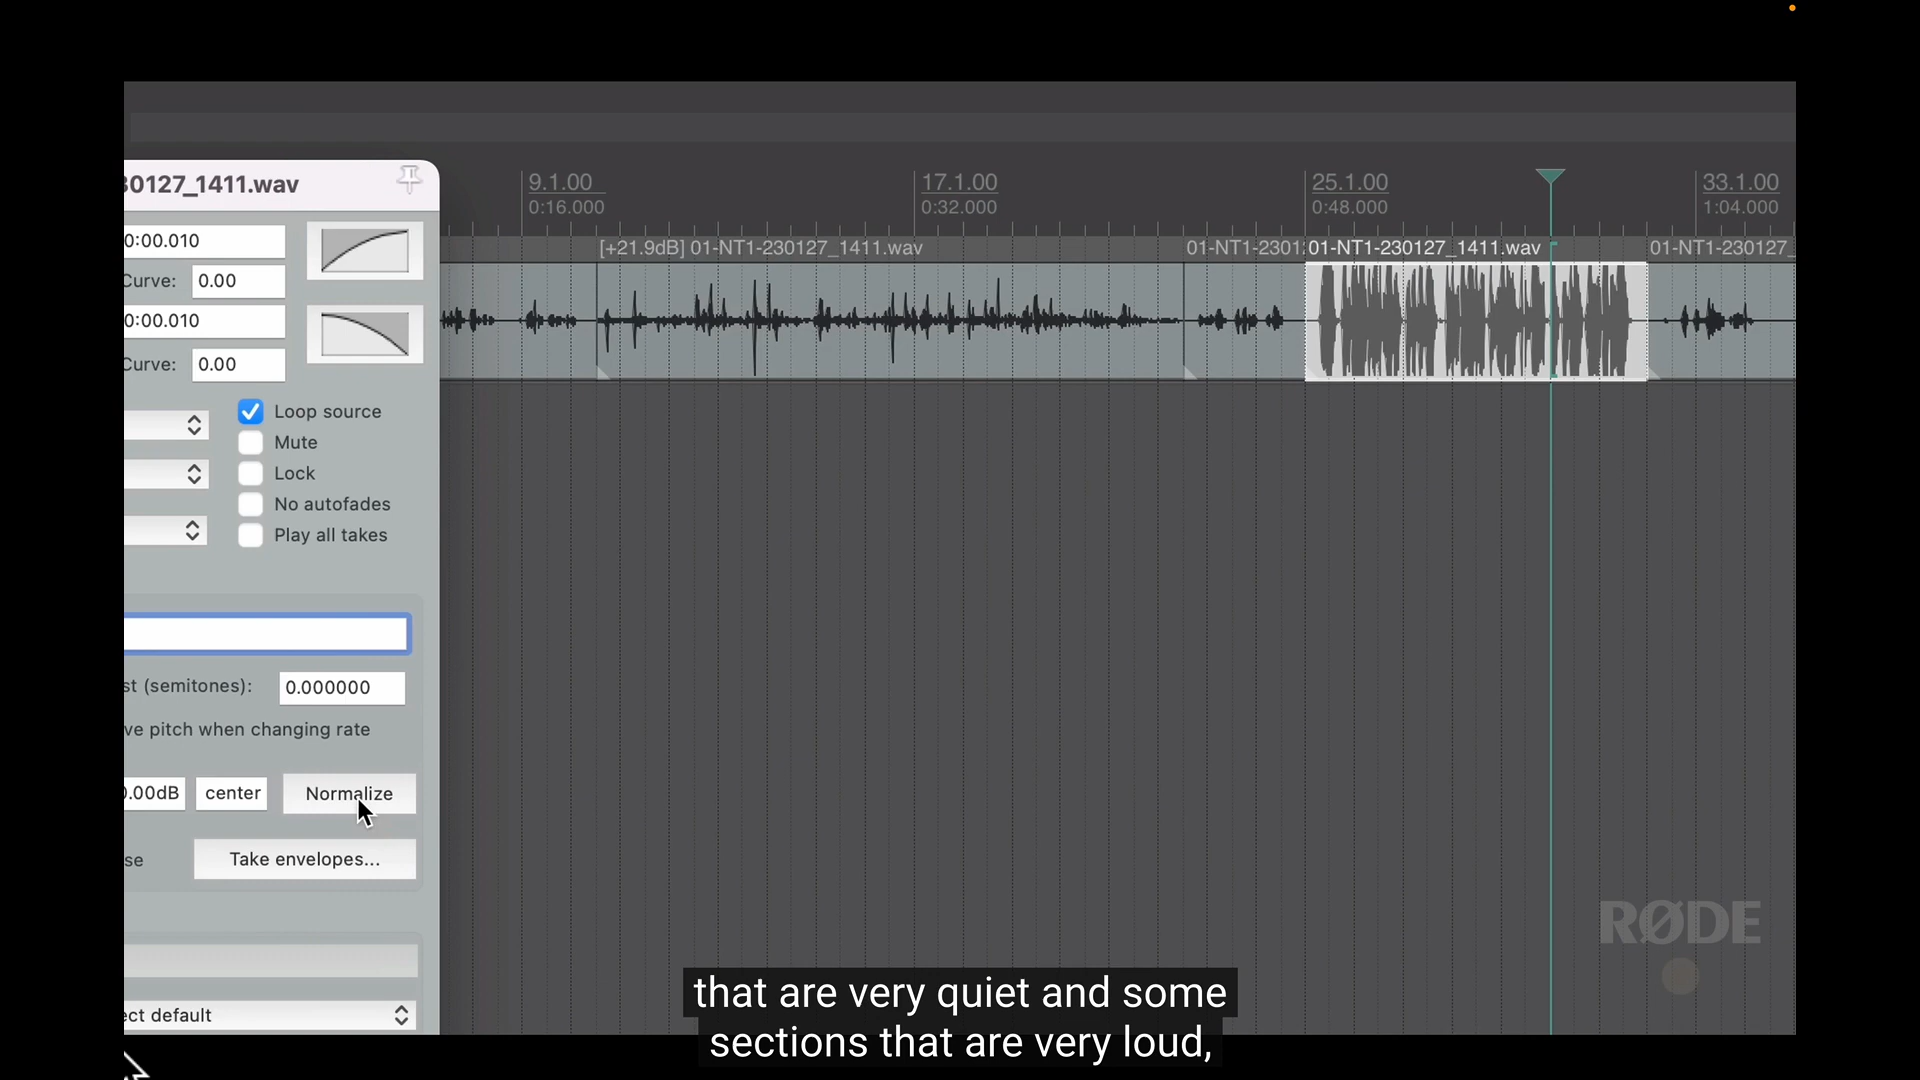 30127_1411.wav
9.1.00
17.1.00
25.1.00
33.1.00
0:16.000
0:32.000
0:48.000
1:04.000
[+21.9dB] 01-NT1-230127_1411.wav
01-NT1-2301
01-NT1-230127_1411.wav
01-NT1-230127_
0:00.010
Curve:
0.00
0:00.010
Curve:
0.00
Loop source
Mute
Lock
No autofades
Play all takes
st (semitones):
0.000000
ve pitch when changing rate
0.00dB
center
Normalize
se
Take envelopes...
ect default
RØDE
that are very quiet and some
sections that are very loud,